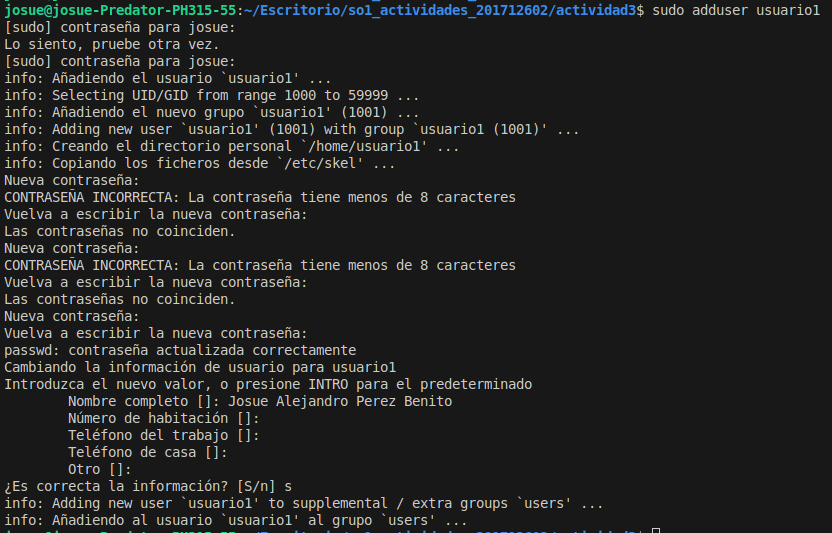 josue@josue-Predator-PH315-55:~/Escritorio/so1_actividades_201712602/actividad3$ sudo adduser usuario1
[sudo] contraseña para josue:
Lo siento, pruebe otra vez.
[sudo] contraseña para josue:
info: Añadiendo el usuario `usuario1' ...
info: Selecting UID/GID from range 1000 to 59999 ...
info: Añadiendo el nuevo grupo `usuario1' (1001) ...
info: Adding new user `usuario1' (1001) with group `usuario1 (1001)' ...
info: Creando el directorio personal `/home/usuario1' ...
info: Copiando los ficheros desde `/etc/skel' ...
Nueva contraseña:
CONTRASEÑA INCORRECTA: La contraseña tiene menos de 8 caracteres
Vuelva a escribir la nueva contraseña:
Las contraseñas no coinciden.
Nueva contraseña:
CONTRASEÑA INCORRECTA: La contraseña tiene menos de 8 caracteres
Vuelva a escribir la nueva contraseña:
Las contraseñas no coinciden.
Nueva contraseña:
Vuelva a escribir la nueva contraseña:
passwd: contraseña actualizada correctamente
Cambiando la información de usuario para usuario1
Introduzca el nuevo valor, o presione INTRO para el predeterminado
Nombre completo []: Josue Alejandro Perez Benito
Número de habitación []:
Teléfono del trabajo []:
Teléfono de casa []:
Otro []:
¿Es correcta la información? [S/n] s
info: Adding new user `usuario1' to supplemental / extra groups `users' ...
info: Añadiendo al usuario `usuario1' al grupo `users' ...